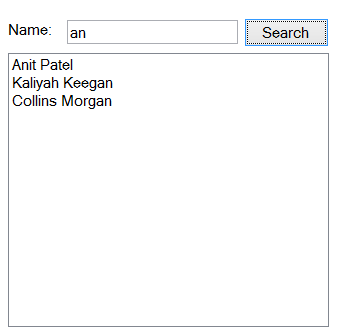 Name: an Search
Anit Patel
Kaliyah Keegan
Collins Morgan